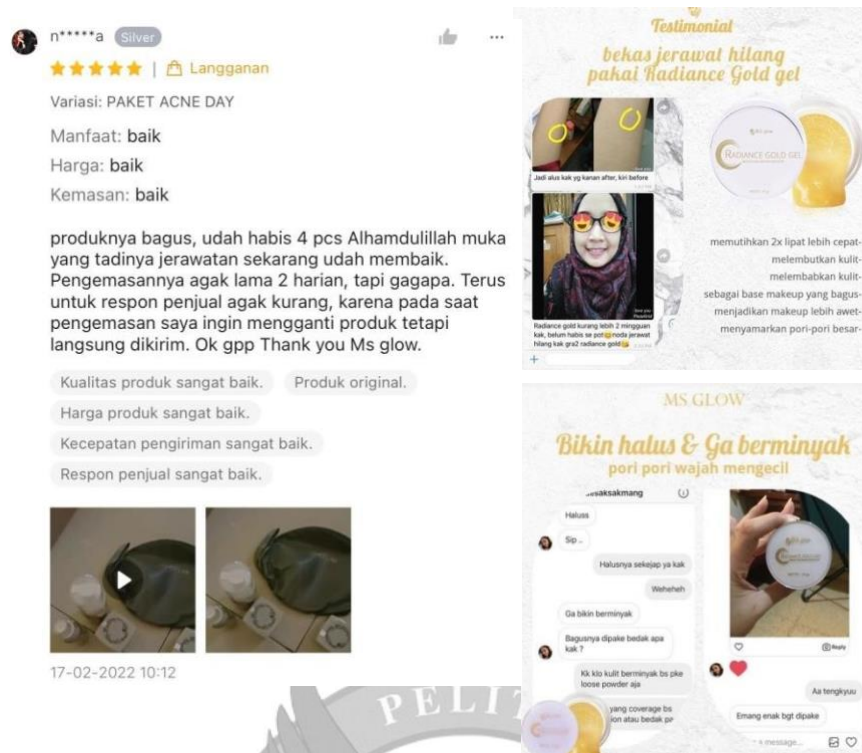 n*****a Silver
| Langganan
Variasi: PAKET ACNE DAY
Manfaat: baik
Harga: baik
Kemasan: baik
produknya bagus, udah habis 4 pcs Alhamdulillah muka
yang tadinya jerawatan sekarang udah membaik.
Pengemasannya agak lama 2 harian, tapi gagapa. Terus
untuk respon penjual agak kurang, karena pada saat
pengemasan saya ingin mengganti produk tetapi
langsung dikirim. Ok gpp Thank you Ms glow.
Kualitas produk sangat baik. Produk original.
Harga produk sangat baik.
Kecepatan pengiriman sangat baik.
Respon penjual sangat baik.
17-02-2022 10:12
Testimonial
bekas jerawat hilang
pakai Radiance Gold gel
Jadi alus kak yg kanan after, kiri before
RADIANCE GOLD GEL
Radiance gold kurang lebih 2 mingguan
kak, belum habis se pot noda jerawat
hilang kak gra2 radiance gold
memutihkan 2x lipat lebih cepat-
melembutkan kulit-
melembabkan kulit-
sebagai base makeup yang bagus-
menjadikan makeup lebih awet-
menyamarkan pori-pori besar-
MS GLOW
Bikin halus & Ga berminyak
pori pori wajah mengecil
Haluss
Sip ..
Halusnya sekejap ya kak
Weheheh
Ga bikin berminyak
Bagusnya dipake bedak apa
kak ?
Kk klo kulit berminyak bs pke
loose powder aja
yang coverage bs
atau bedak
Reply
Aa tengkyuu
Emang enak bgt dipake
message...
PELIT